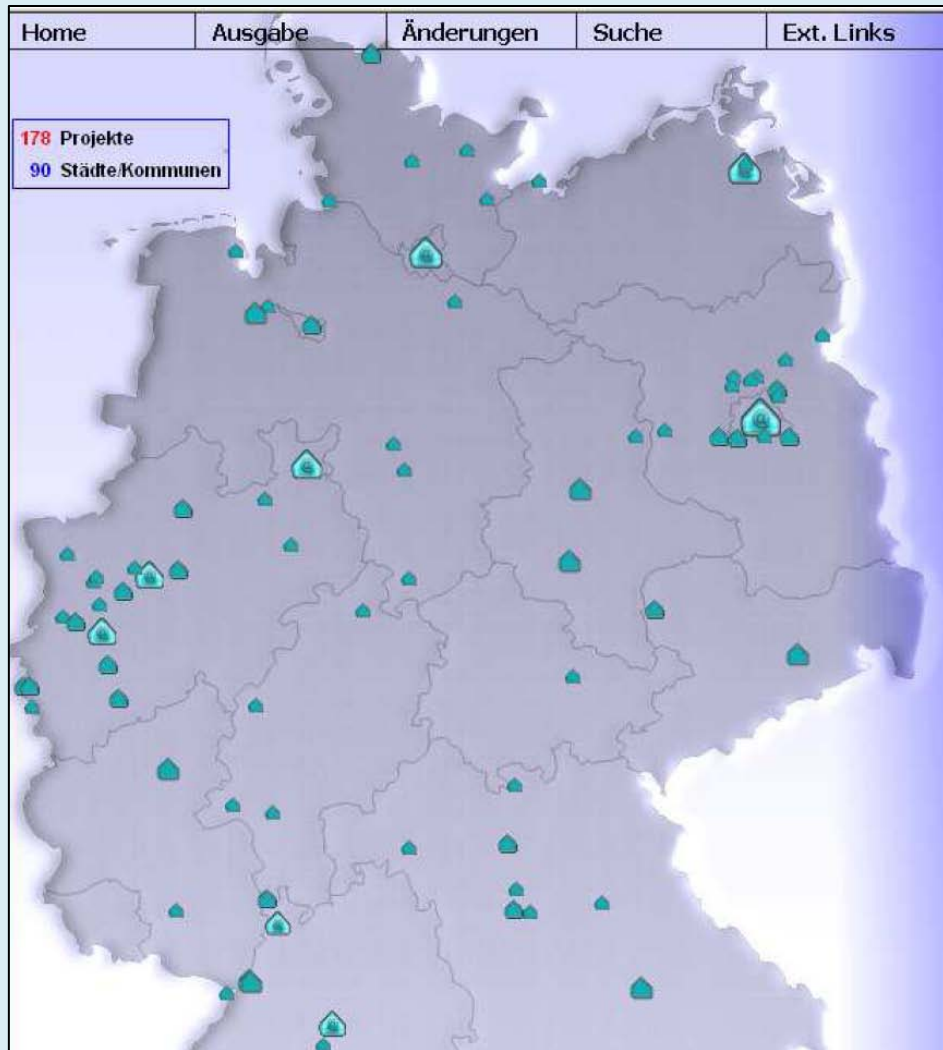 Home
Ausgabe
Änderungen
Suche
Ext. Links
178 Projekte
90 Städte/Kommunen